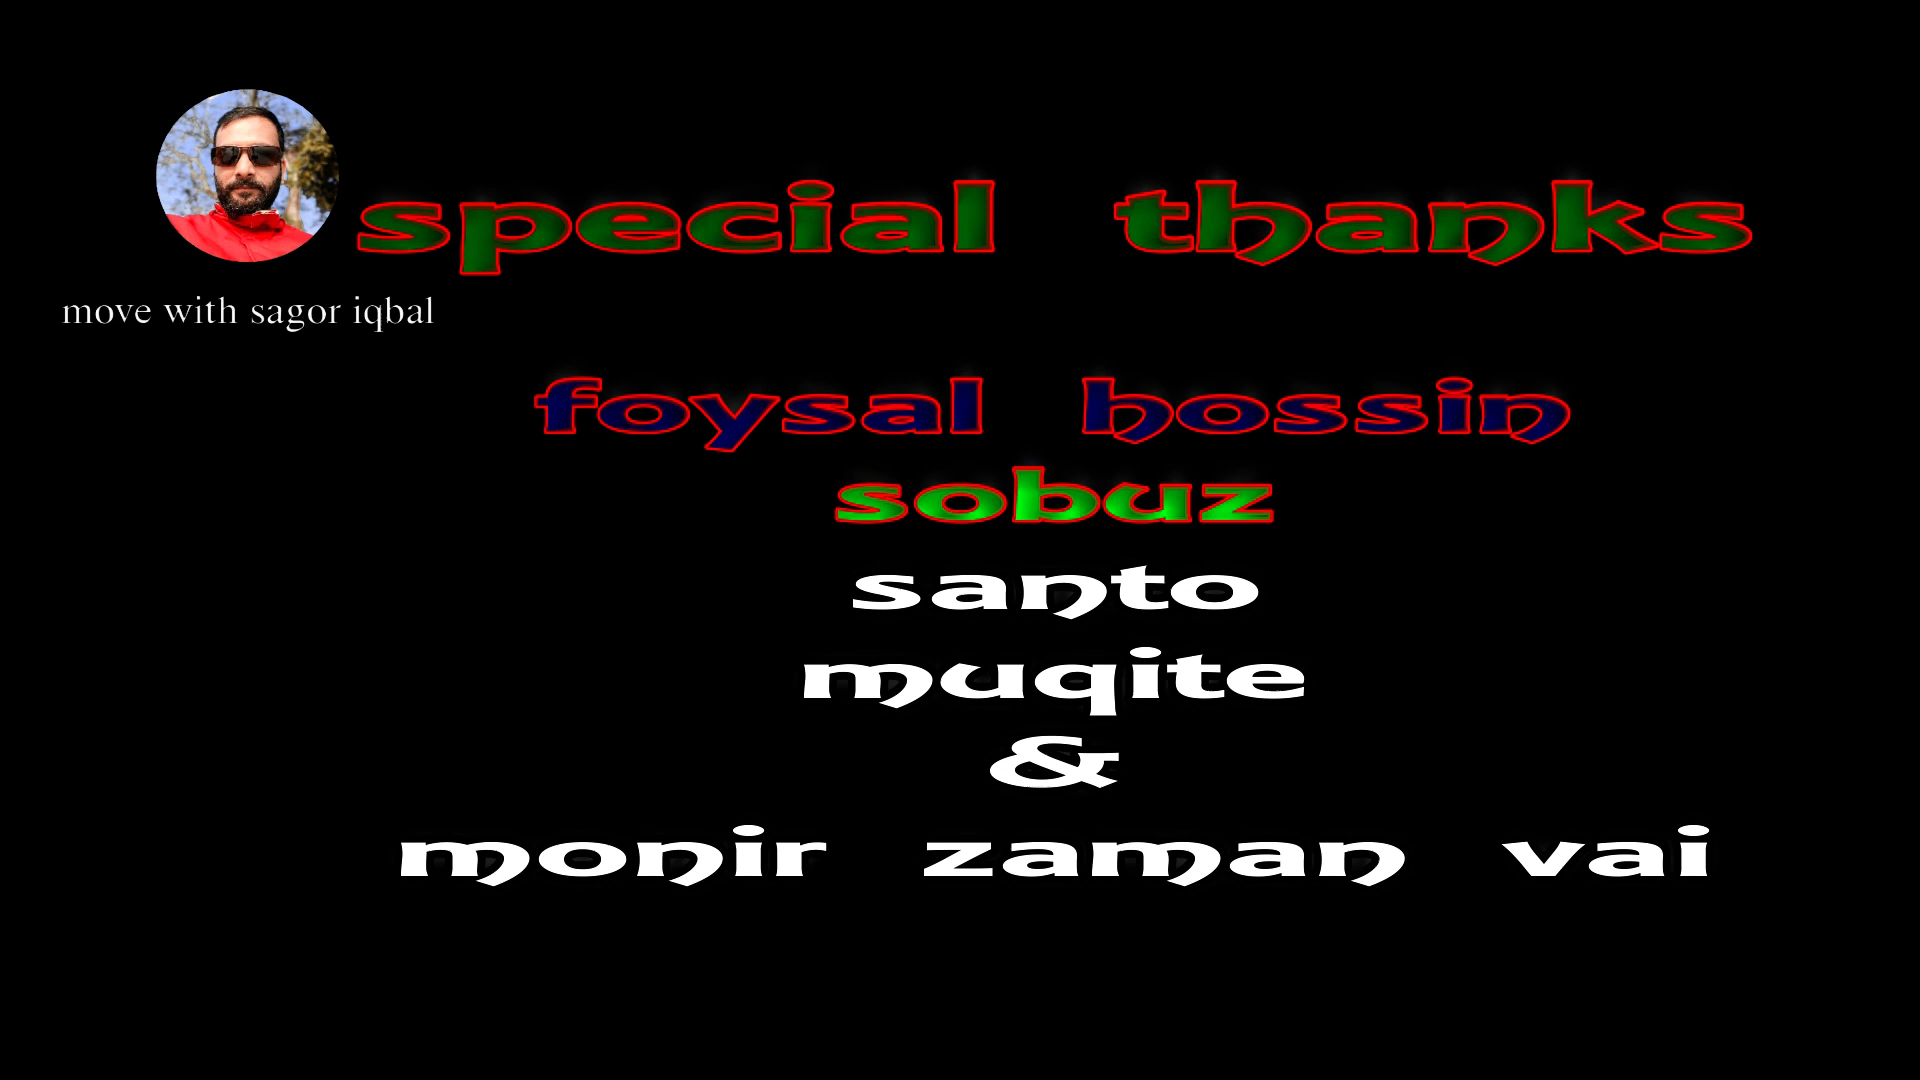 special thanks
move with sagor iqbal
foysal hossin
sobuz
santo
muqite
&
monir zaman vai